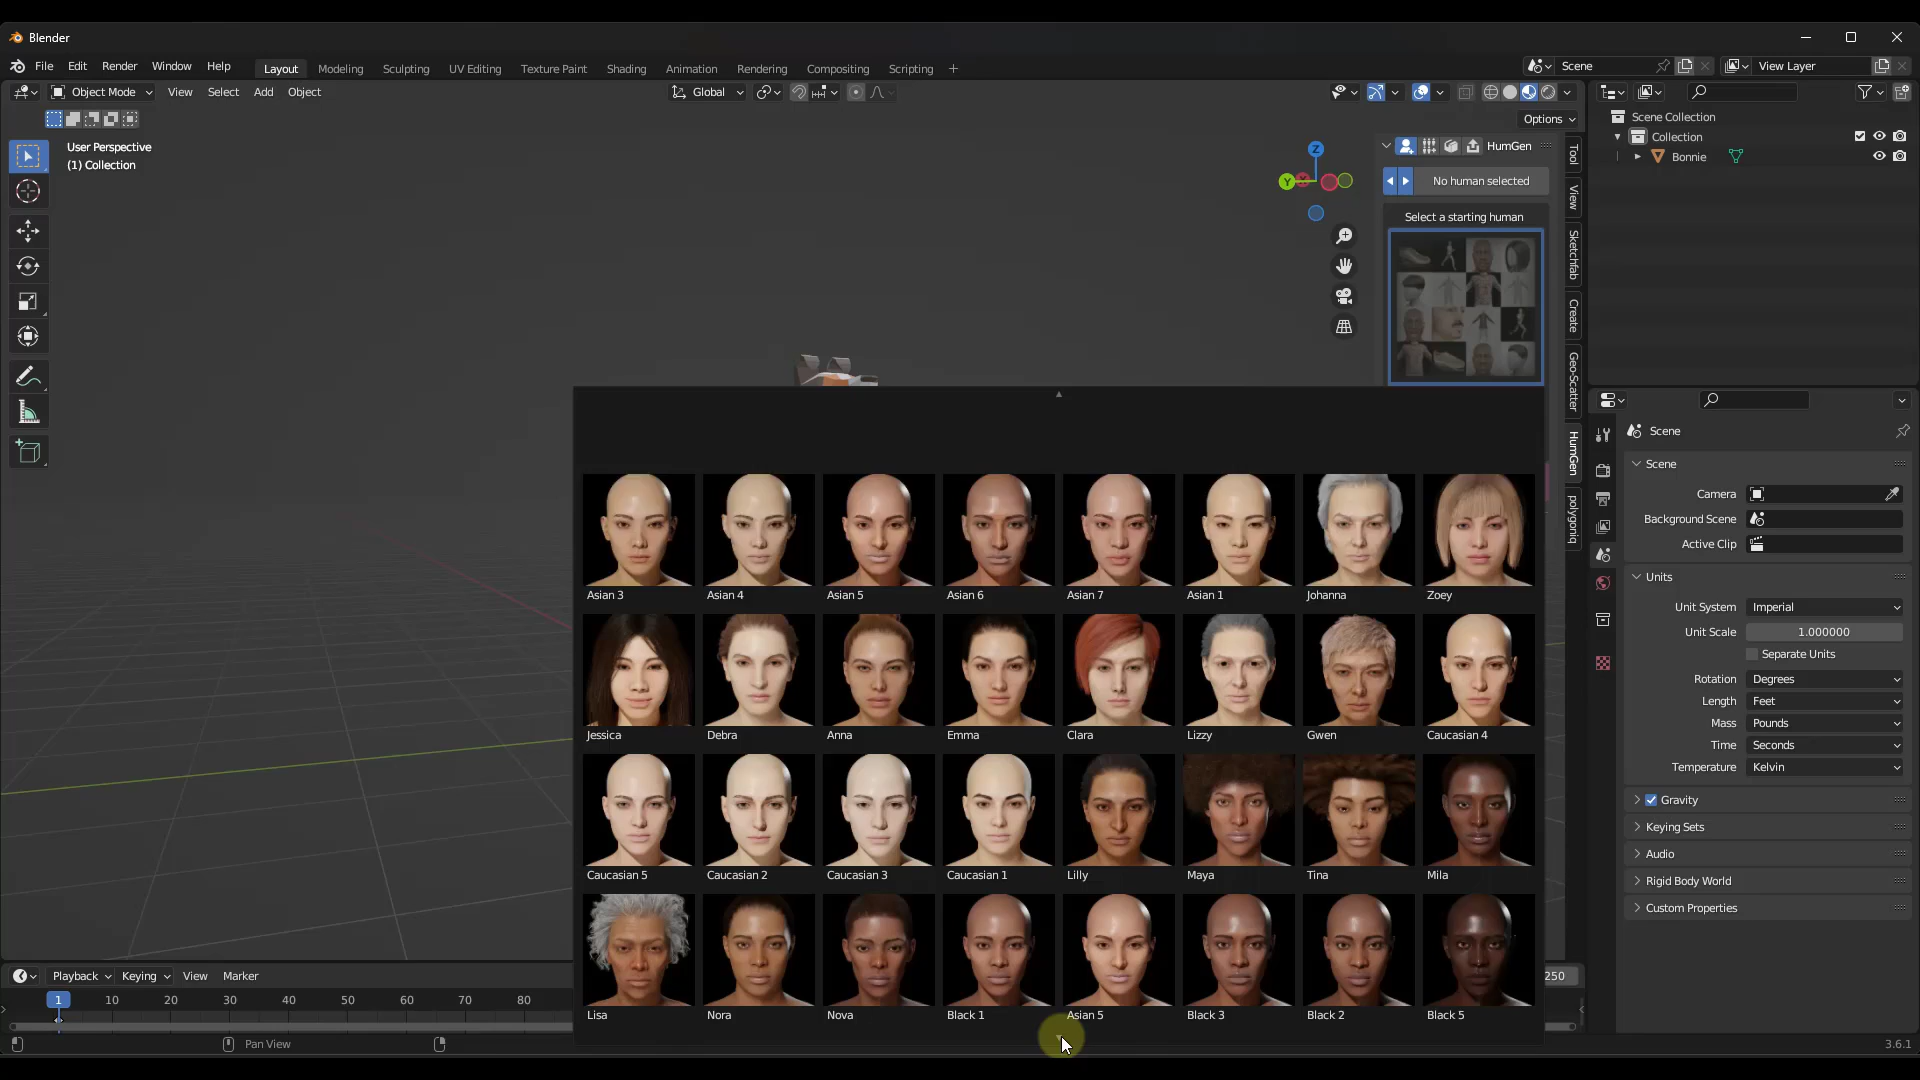 Blender
File Edit Render Window Help Layout Modeling Sculpting UV Editing Texture Paint Shading Animation Rendering Compositing Scripting + Scene View Layer
Object Mode View Select Add Object Global
Options
User Perspective
(1) Collection
Z
Y
HumGen
No human selected
Select a starting human
Tool
View
Sketchfab
Create
Geo-Scatter
HumGen
polygoniq
Asian 3 Asian 4 Asian 5 Asian 6 Asian 7 Asian 1 Johanna Zoey
Jessica Debra Anna Emma Clara Lizzy Gwen Caucasian 4
Caucasian 5 Caucasian 2 Caucasian 3 Caucasian 1 Lilly Maya Tina Mila
Lisa Nora Nova Black 1 Asian 5 Black 3 Black 2 Black 5
Scene Collection
Collection
Bonnie
Scene
Scene
Camera
Background Scene
Active Clip
Units
Unit System Imperial
Unit Scale 1.000000
Separate Units
Rotation Degrees
Length Feet
Mass Pounds
Time Seconds
Temperature Kelvin
Gravity
Keying Sets
Audio
Rigid Body World
Custom Properties
Playback Keying View Marker 250
1 10 20 30 40 50 60 70 80
Pan View 3.6.1